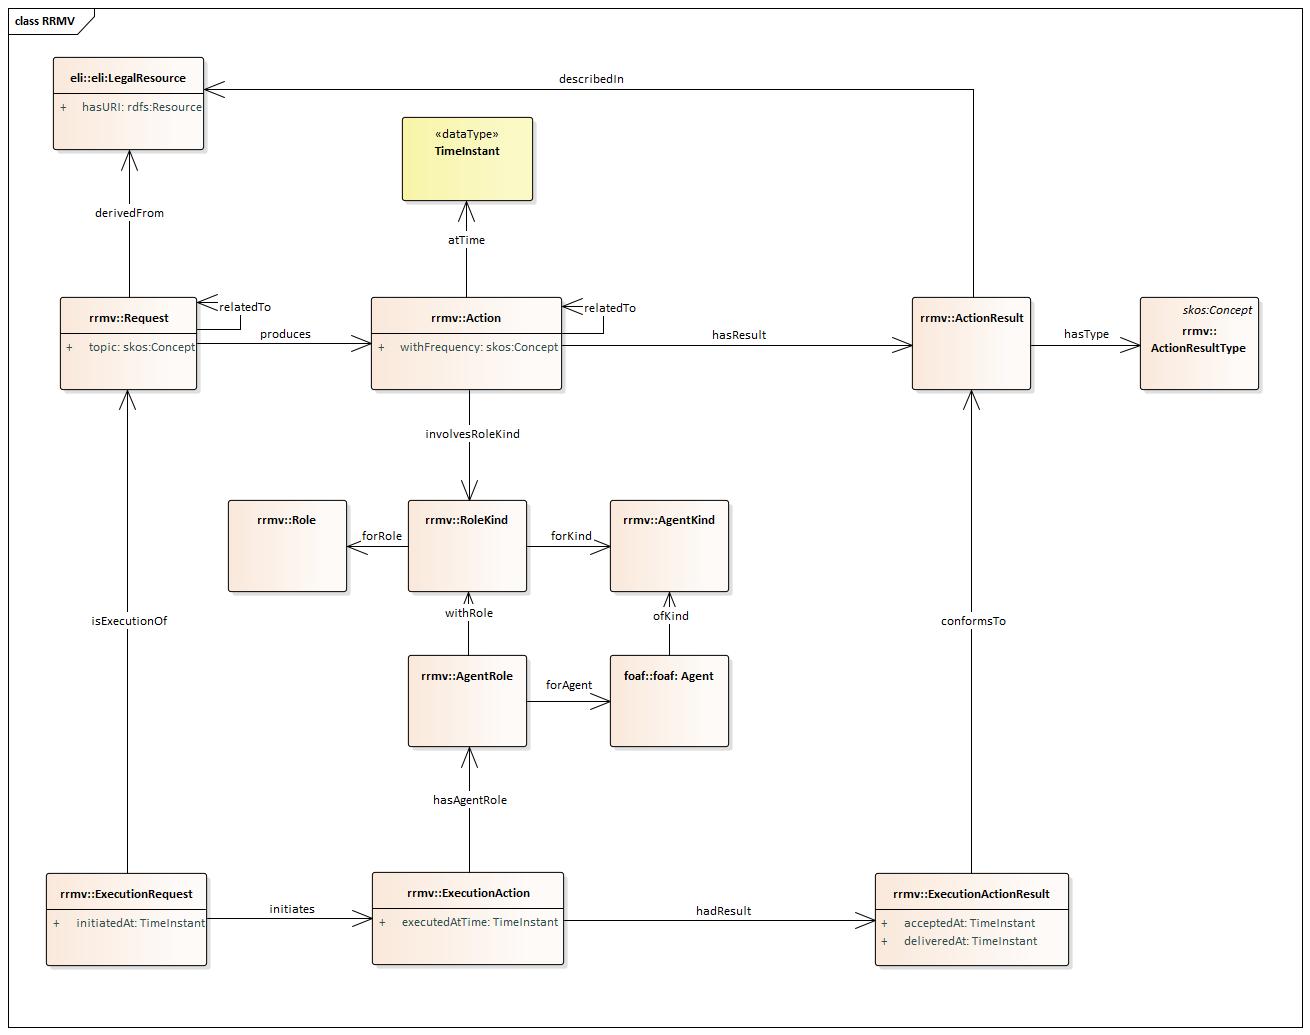 class RRMV
eli::eli:LegalResource
+ hasURI: rdfs:Resource
describedIn
«dataType»
TimeInstant
derivedFrom
atTime
rrmv::Request
+ topic: skos:Concept
relatedTo
produces
rrmv::Action
+ withFrequency: skos:Concept
relatedTo
hasResult
rrmv::ActionResult
hasType
skos:Concept
rrmv::
ActionResultType
involvesRoleKind
rrmv::Role
forRole
rrmv::RoleKind
forKind
rrmv::AgentKind
withRole
ofKind
isExecutionOf
conformsTo
rrmv::AgentRole
forAgent
foaf::foaf: Agent
hasAgentRole
rrmv::ExecutionRequest
+ initiatedAt: TimeInstant
initiates
rrmv::ExecutionAction
+ executedAtTime: TimeInstant
hadResult
rrmv::ExecutionActionResult
+ acceptedAt: TimeInstant
+ deliveredAt: TimeInstant